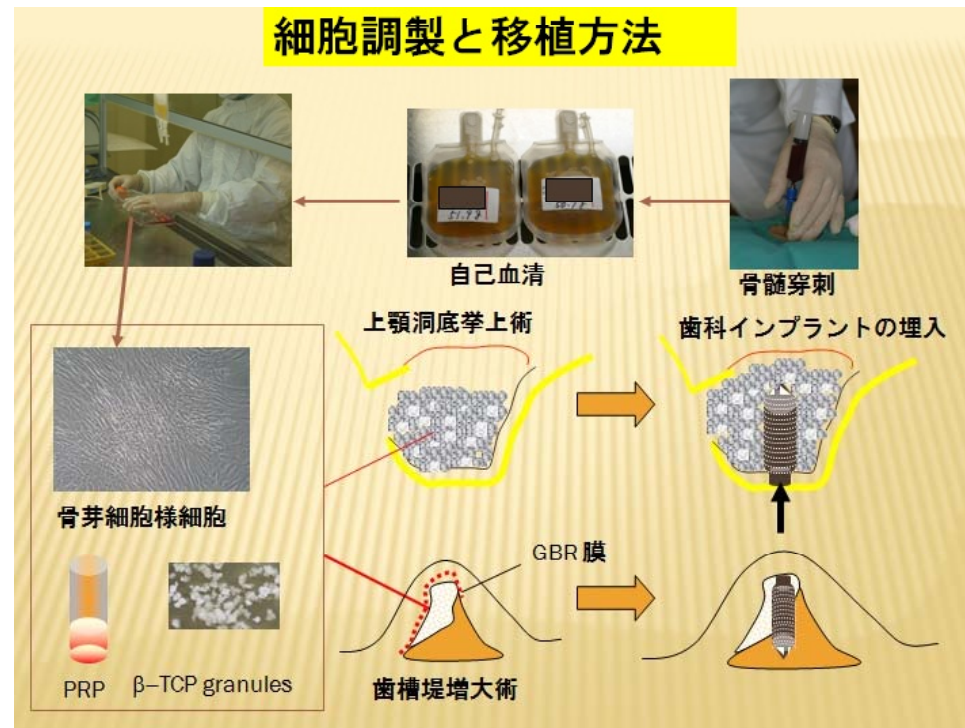 細胞調製と移植方法
自己血清
骨髄穿刺
上顎洞底挙上術
歯科インプラントの埋入
骨芽細胞様細胞
GBR 膜
PRP
β–TCP granules
歯槽堤増大術